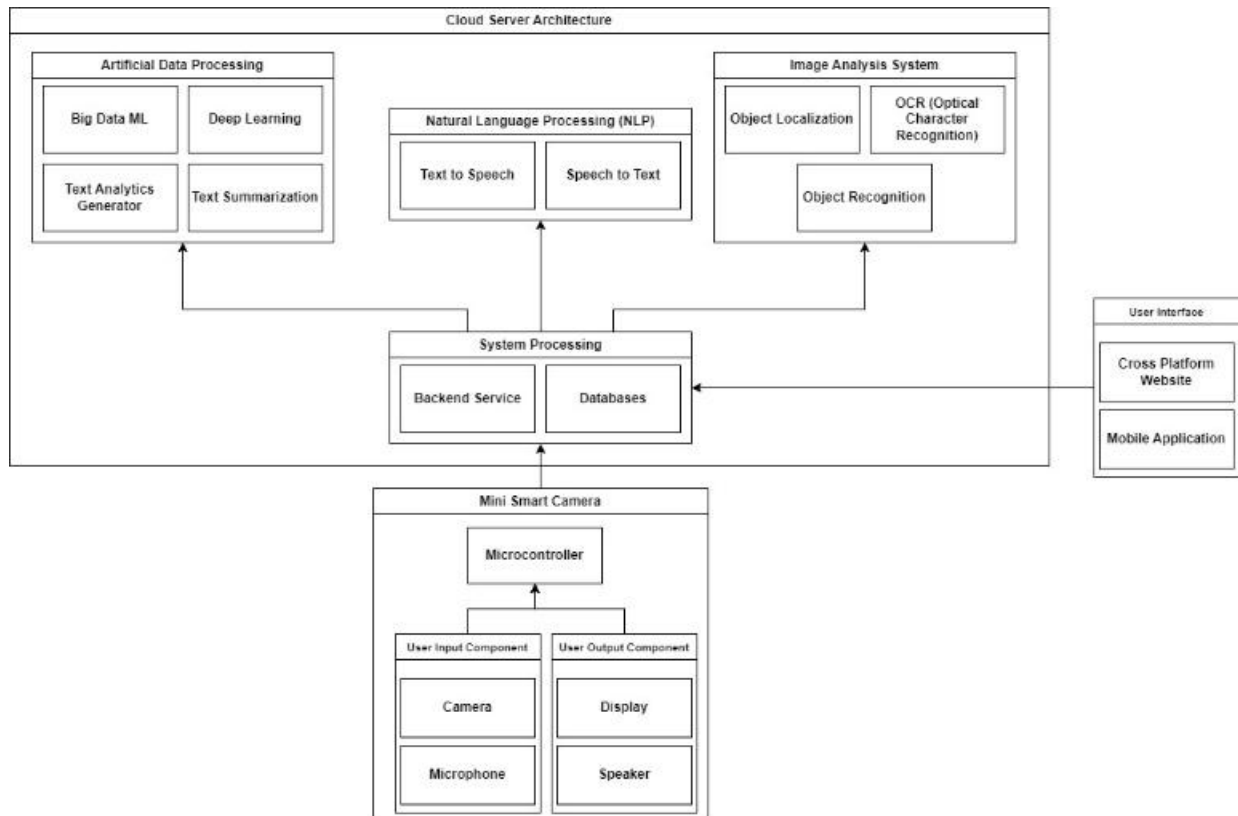 Cloud Server Architecture
Artificial Data Processing
Big Data ML
Deep Learning
Text Analytics
Generator
Text Summarization
Natural Language Processing (NLP)
Text to Speech
Speech to Text
Image Analysis System
Object Localization
OCR (Optical
Character
Recognition)
Object Recognition
System Processing
Backend Service
Databases
User Interface
Cross Platform
Website
Mobile Application
Mini Smart Camera
Microcontroller
User Input Component
Camera
Microphone
User Output Component
Display
Speaker